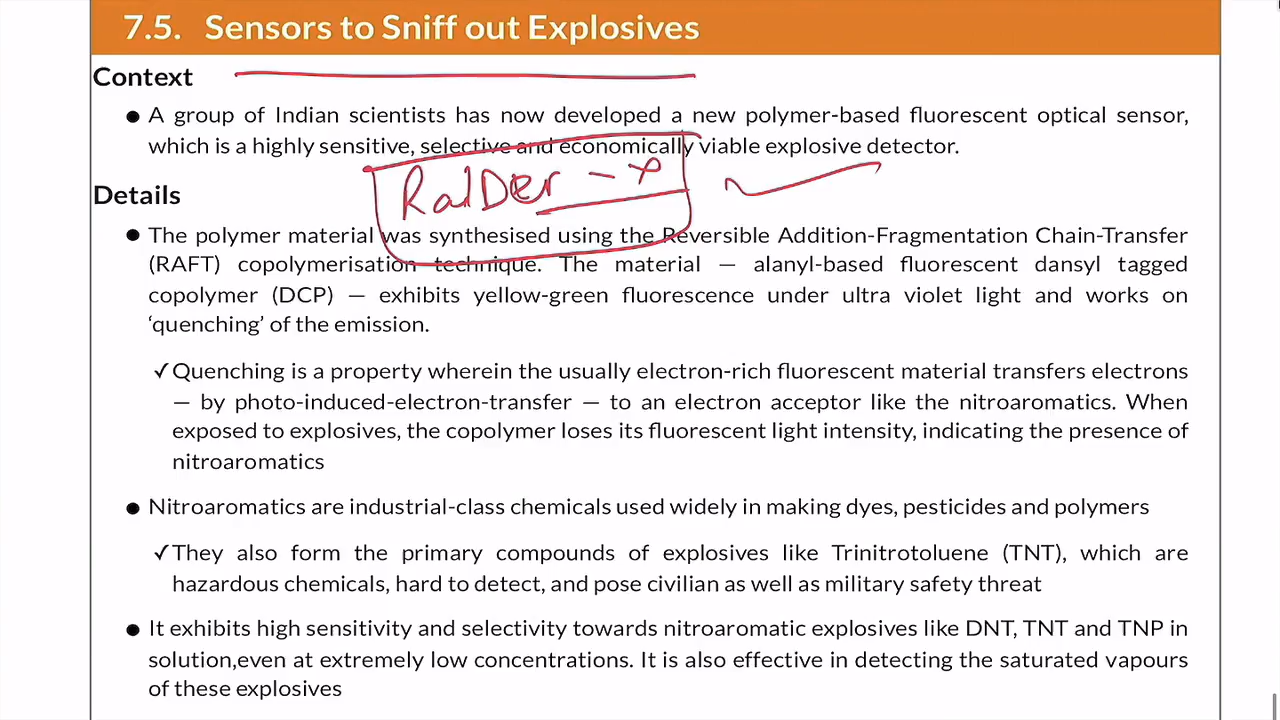 7.5. Sensors to Sniff out Explosives
Context
● A group of Indian scientists has now developed a new polymer-based fluorescent optical sensor,
which is a highly sensitive, selective and economically viable explosive detector.
RaIDer - X
Details
● The polymer material was synthesised using the Reversible Addition-Fragmentation Chain-Transfer
(RAFT) copolymerisation technique. The material — alanyl-based fluorescent dansyl tagged
copolymer (DCP) — exhibits yellow-green fluorescence under ultra violet light and works on
‘quenching’ of the emission.
✓Quenching is a property wherein the usually electron-rich fluorescent material transfers electrons
— by photo-induced-electron-transfer — to an electron acceptor like the nitroaromatics. When
exposed to explosives, the copolymer loses its fluorescent light intensity, indicating the presence of
nitroaromatics
● Nitroaromatics are industrial-class chemicals used widely in making dyes, pesticides and polymers
✓They also form the primary compounds of explosives like Trinitrotoluene (TNT), which are
hazardous chemicals, hard to detect, and pose civilian as well as military safety threat
● It exhibits high sensitivity and selectivity towards nitroaromatic explosives like DNT, TNT and TNP in
solution,even at extremely low concentrations. It is also effective in detecting the saturated vapours
of these explosives